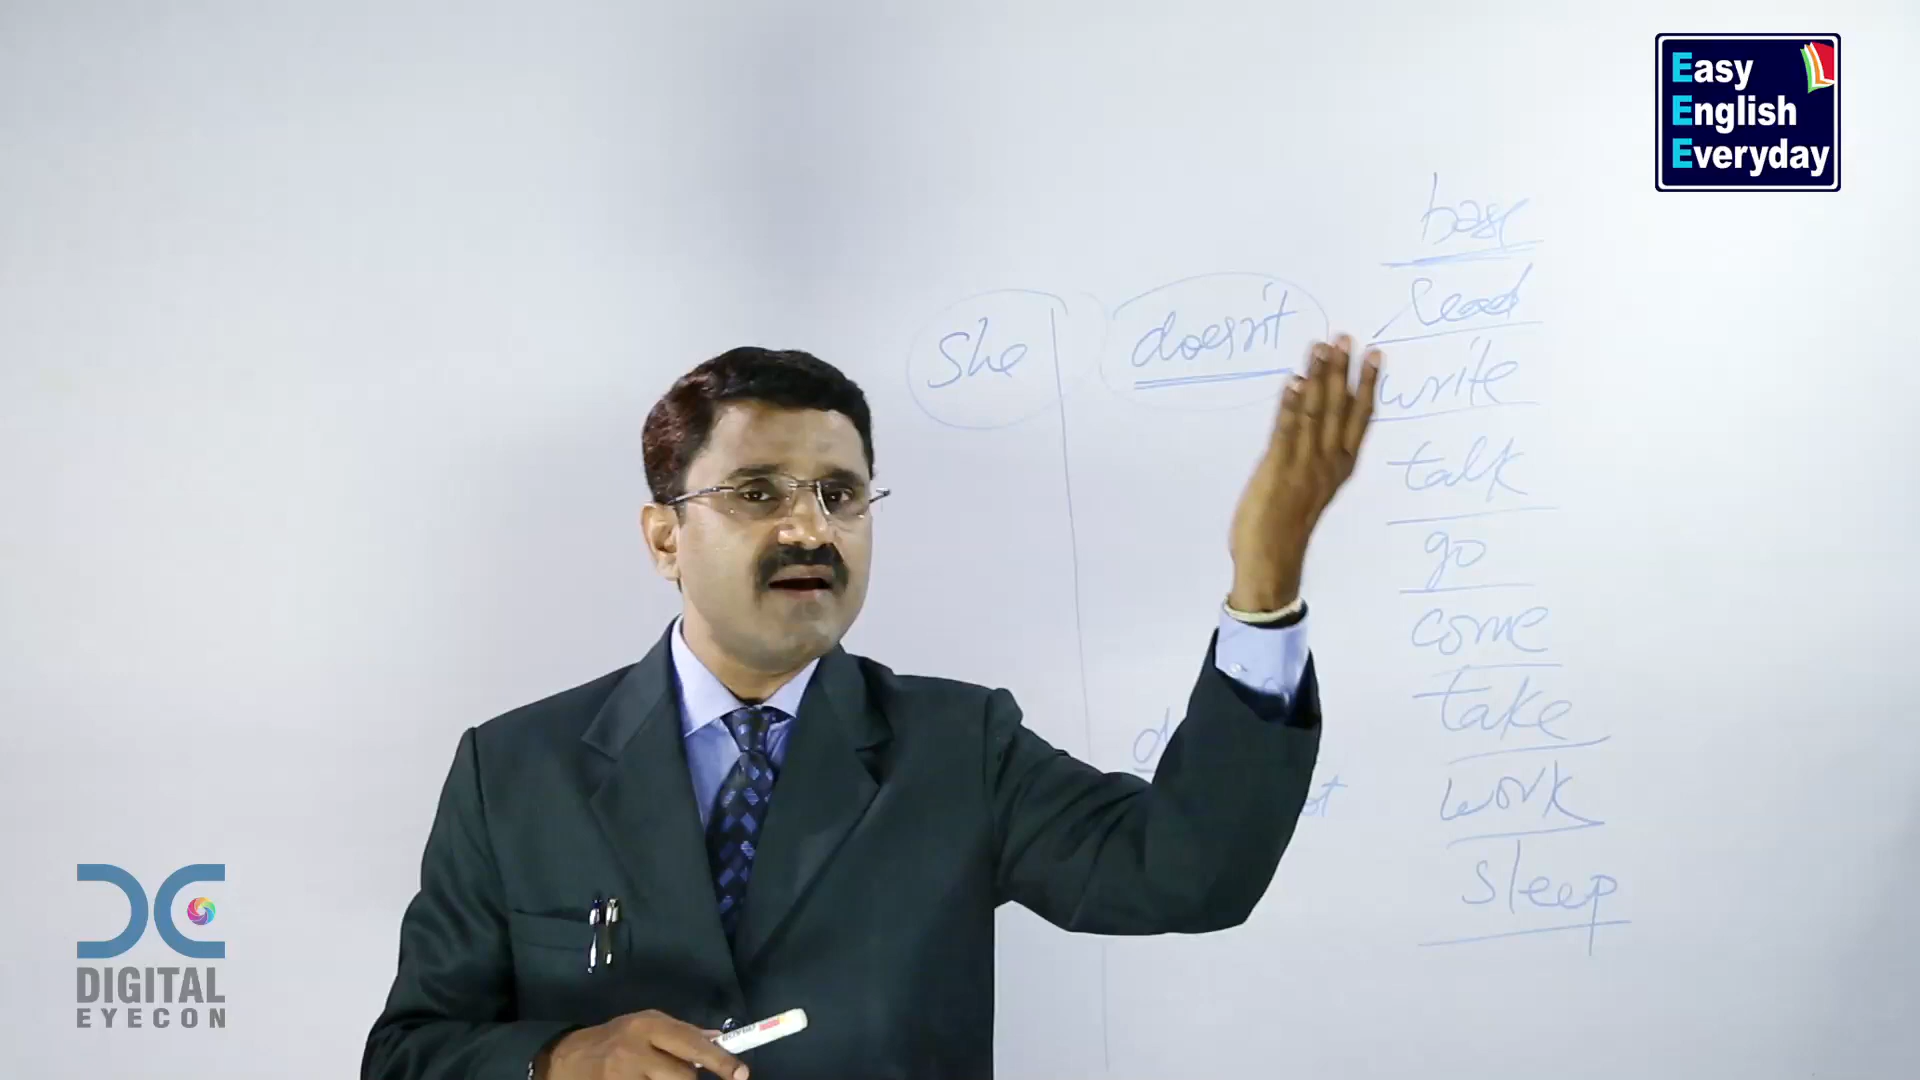 Easy
English
Everyday
base
She doesn't read
write
talk
go
come
take
work
sleep
DIGITAL
EYECON